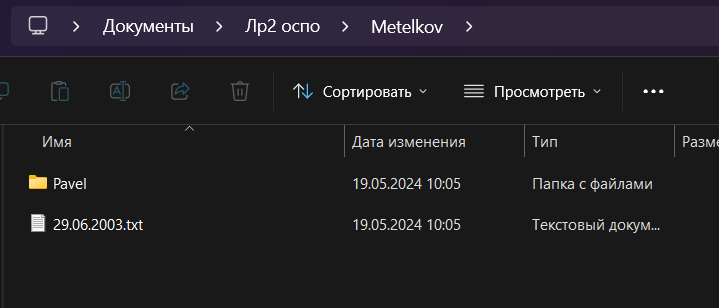 Документы > Лр2 оспо > Metelkov >
Сортировать Просмотреть
Имя Дата изменения Тип Разме
Pavel 19.05.2024 10:05 Папка с файлами
29.06.2003.txt 19.05.2024 10:05 Текстовый докум...